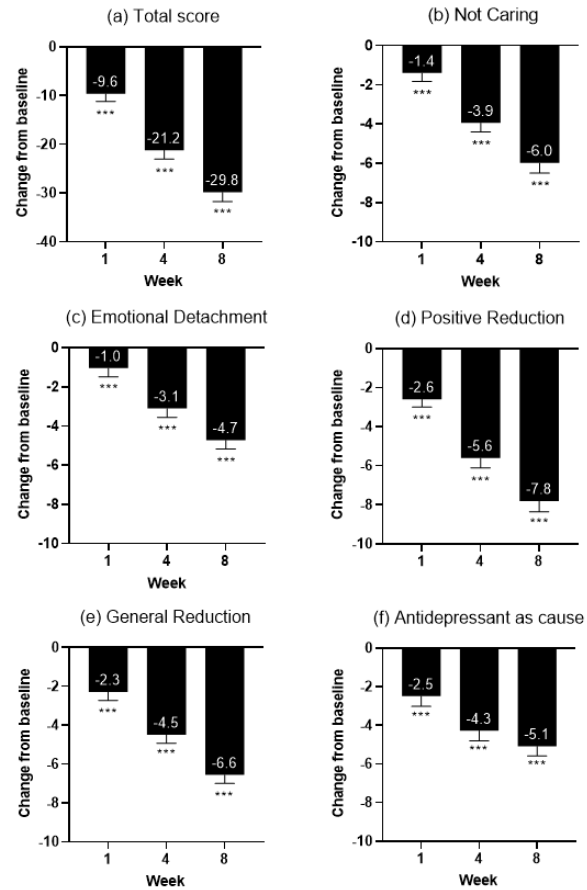 (a) Total score
Change from baseline
0
-10
-20
-30
-40
-9.6
***
-21.2
***
-29.8
***
1 4 8
Week
(b) Not Caring
Change from baseline
0
-2
-4
-6
-8
-10
-1.4
***
-3.9
***
-6.0
***
1 4 8
Week
(c) Emotional Detachment
Change from baseline
0
-2
-4
-6
-8
-10
-1.0
***
-3.1
***
-4.7
***
1 4 8
Week
(d) Positive Reduction
Change from baseline
0
-2
-4
-6
-8
-10
-2.6
***
-5.6
***
-7.8
***
1 4 8
Week
(e) General Reduction
Change from baseline
0
-2
-4
-6
-8
-10
-2.3
***
-4.5
***
-6.6
***
1 4 8
Week
(f) Antidepressant as cause
Change from baseline
0
-2
-4
-6
-8
-10
-2.5
***
-4.3
***
-5.1
***
1 4 8
Week